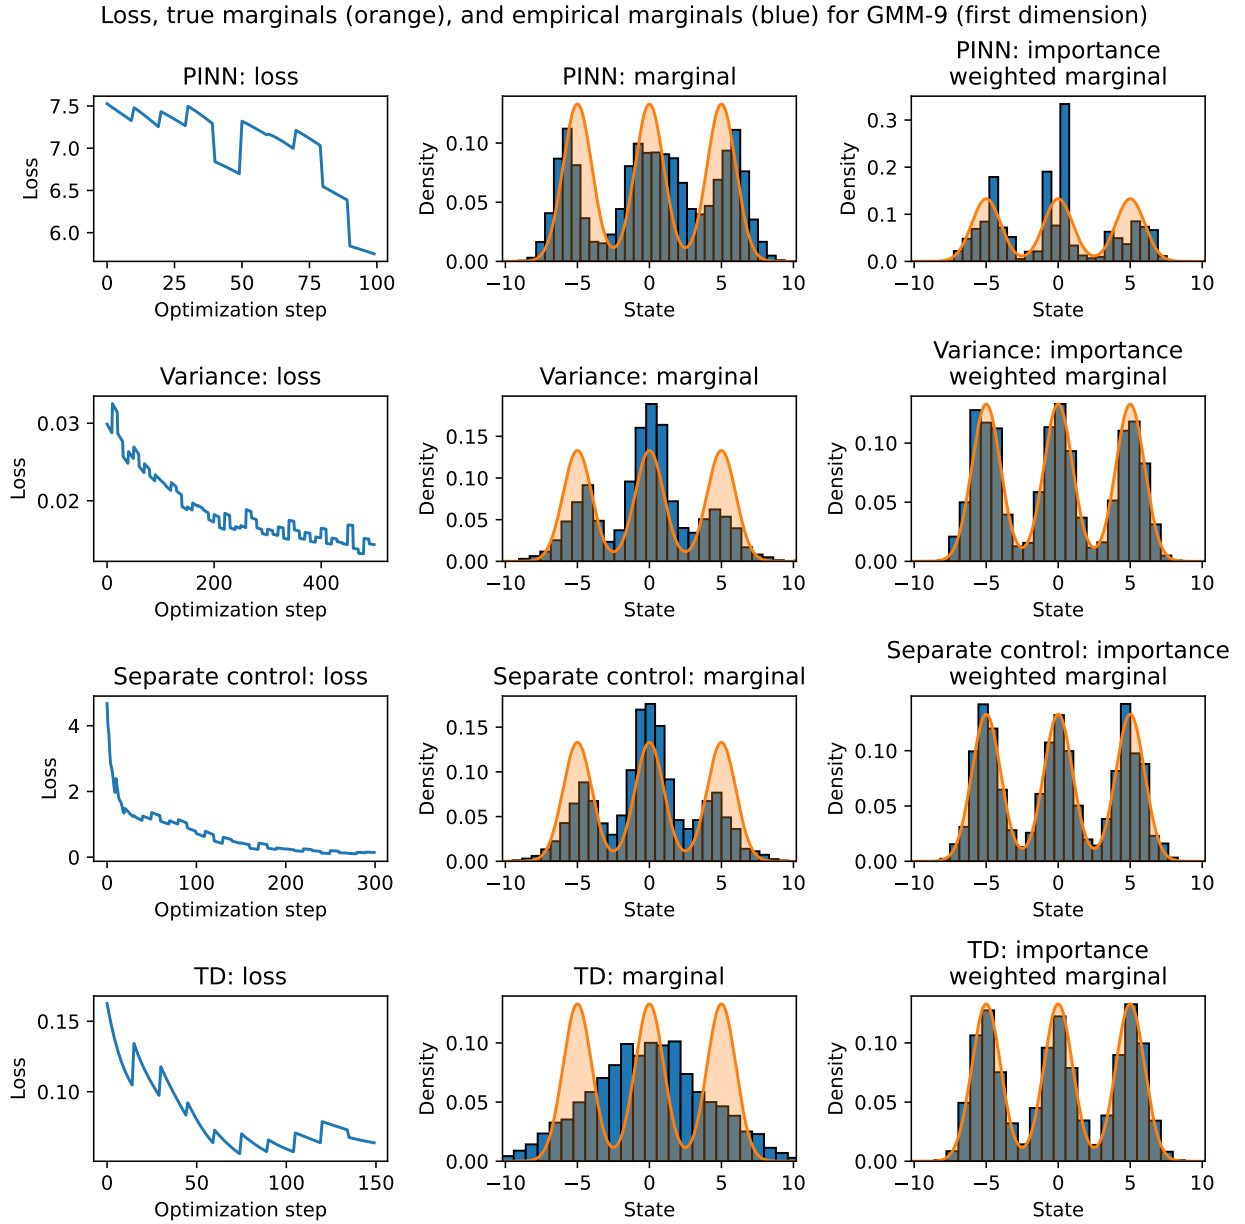 Loss, true marginals (orange), and empirical marginals (blue) for GMM-9 (first dimension)
PINN: loss
7.5
7.0
6.5
6.0
Loss
0 25 50 75 100
Optimization step
PINN: marginal
0.10
0.05
0.00
Density
−10 −5 0 5 10
State
PINN: importance
weighted marginal
0.3
0.2
0.1
0.0
Density
−10 −5 0 5 10
State
Variance: loss
0.03
0.02
Loss
0 200 400
Optimization step
Variance: marginal
0.15
0.10
0.05
0.00
Density
−10 −5 0 5 10
State
Variance: importance
weighted marginal
0.10
0.05
0.00
Density
−10 −5 0 5 10
State
Separate control: loss
4
2
0
Loss
0 100 200 300
Optimization step
Separate control: marginal
0.15
0.10
0.05
0.00
Density
−10 −5 0 5 10
State
Separate control: importance
weighted marginal
0.10
0.05
0.00
Density
−10 −5 0 5 10
State
TD: loss
0.15
0.10
Loss
0 50 100 150
Optimization step
TD: marginal
0.10
0.05
0.00
Density
−10 −5 0 5 10
State
TD: importance
weighted marginal
0.10
0.05
0.00
Density
−10 −5 0 5 10
State